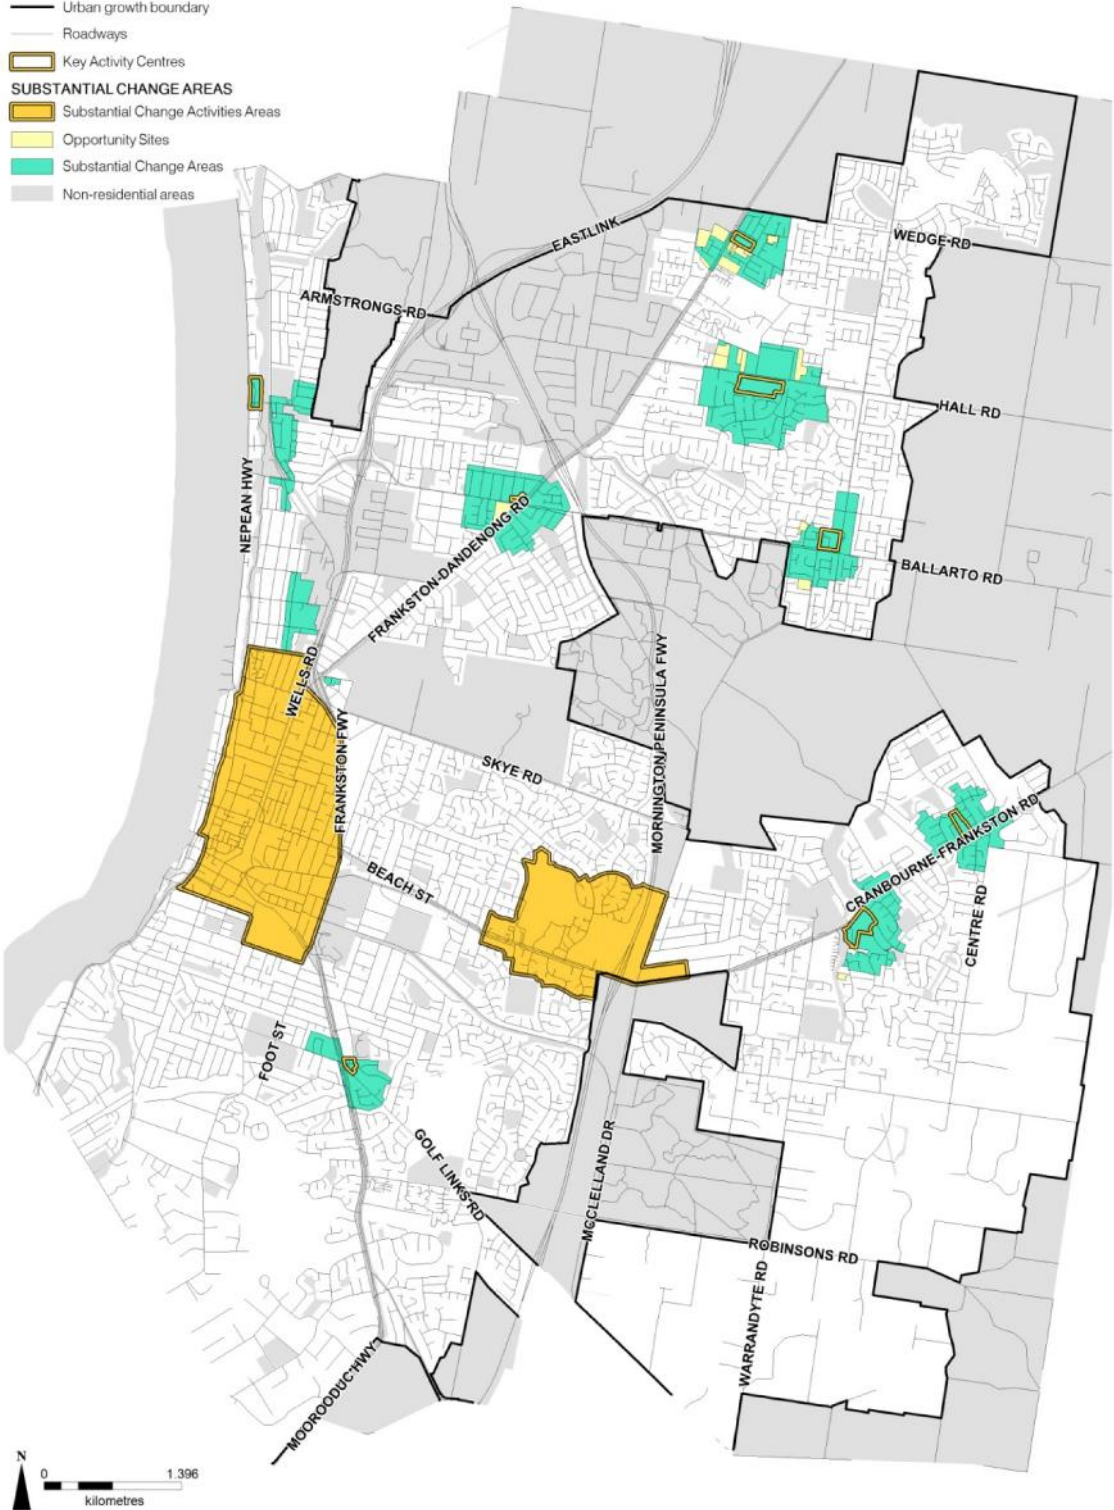 Urban growth boundary
Roadways
Key Activity Centres
SUBSTANTIAL CHANGE AREAS
Substantial Change Activities Areas
Opportunity Sites
Substantial Change Areas
Non-residential areas
EASTLINK
WEDGE RD
ARMSTRONGS RD
HALL RD
NEPEAN HWY
FRANKSTON-DANDENONG RD
BALLARTO RD
WELLS RD
FRANKSTON FWY
MORNINGTON PENINSULA FWY
SKYE RD
CRANBOURNE-FRANKSTON RD
BEACH ST
CENTRE RD
FOOT ST
GOLF LINKS RD
MCCLELLAND DR
ROBINSONS RD
WARRANDYTE RD
MOOROODUC HWY
N
0 1.396
kilometres